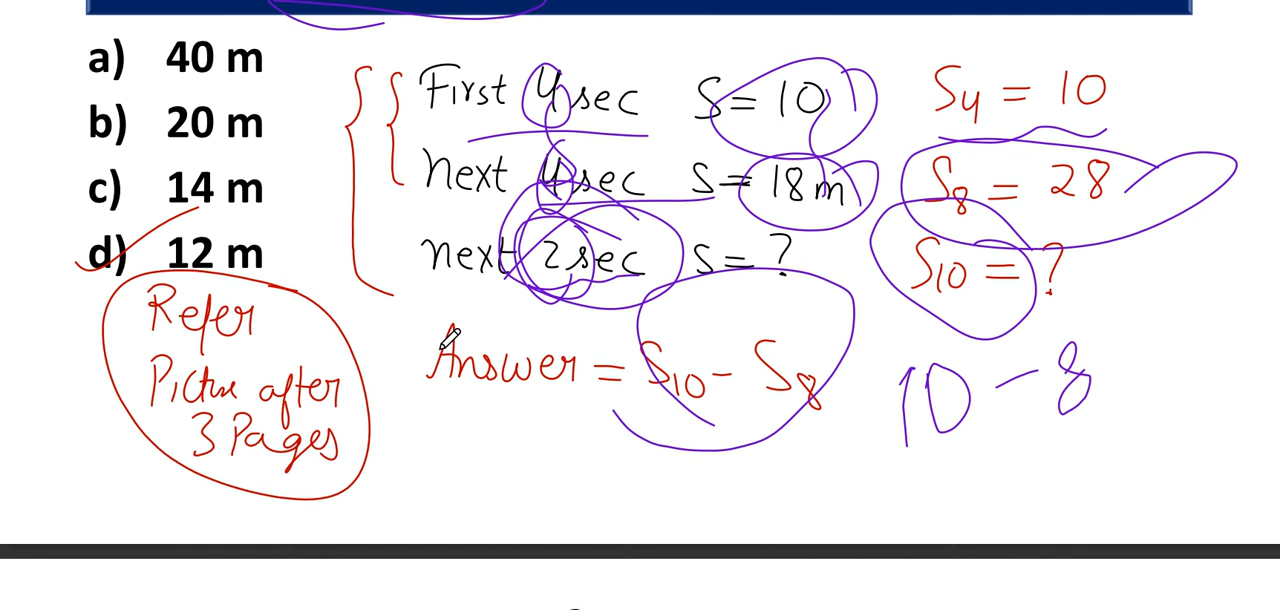 a) 40 m
b) 20 m
c) 14 m
d) 12 m
First 4 sec S = 10 S4 = 10
next 4 sec S = 18 m S8 = 28
next 2 sec S = ? S10 = ?
Refer
Picture after
3 Pages
Answer = S10 - S8
10 - 8